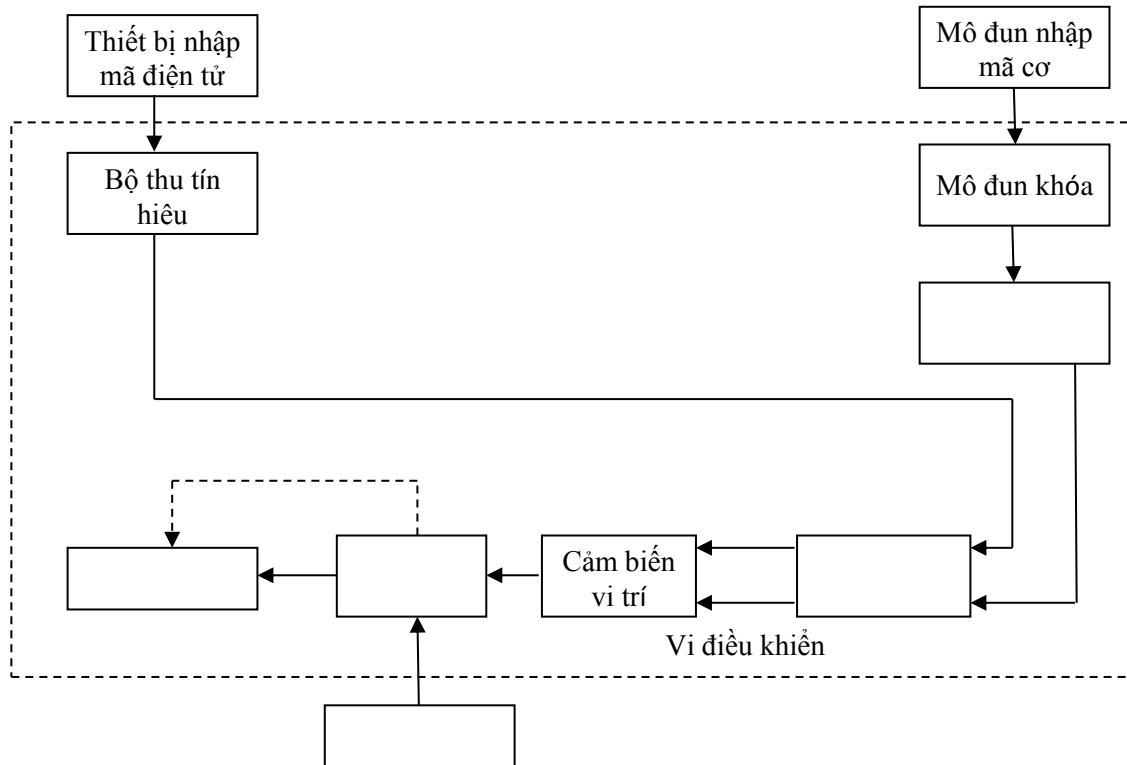 Thiết bị nhập
mã điện tử
Mô đun nhập
mã cơ
Bộ thu tín
hiêu
Mô đun khóa
Cảm biến
vi trí
Vi điều khiển